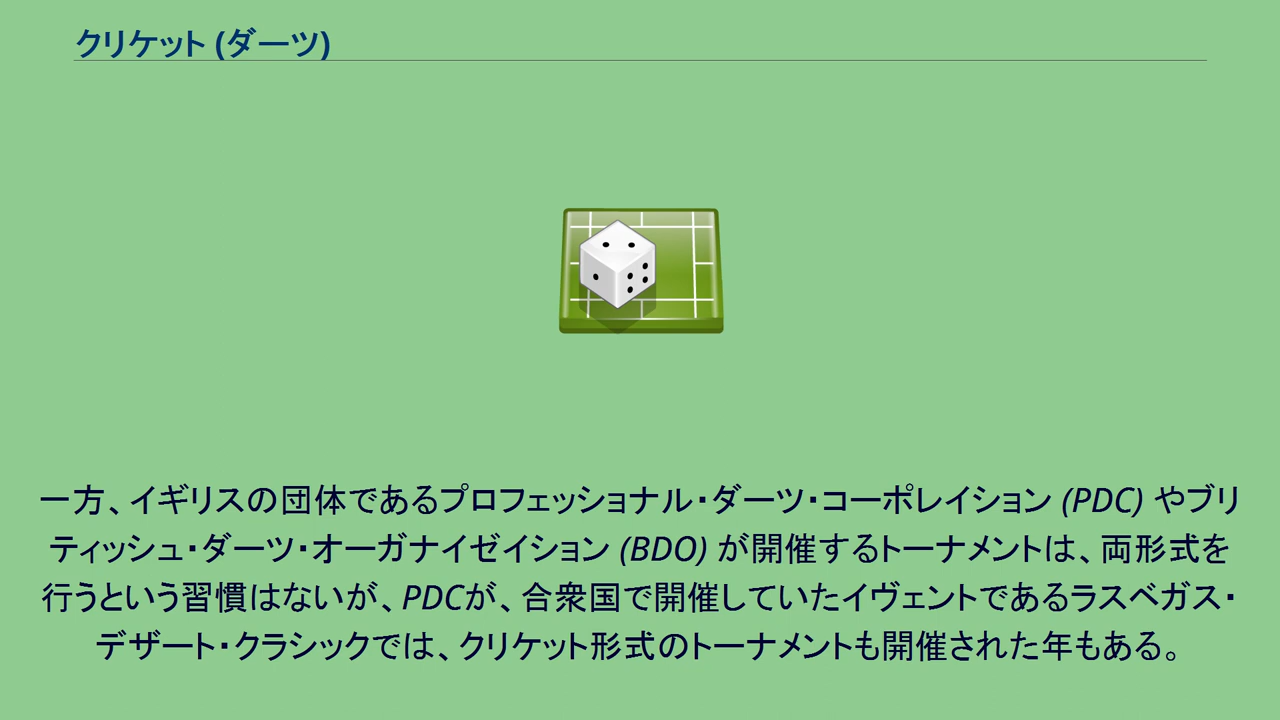 クリケット (ダーツ)
一方、イギリスの団体であるプロフェッショナル・ダーツ・コーポレイション (PDC) やブリ
ティッシュ・ダーツ・オーガナイゼイション (BDO) が開催するトーナメントは、両形式を
行うという習慣はないが、PDCが、合衆国で開催していたイヴェントであるラスベガス・
デザート・クラシックでは、クリケット形式のトーナメントも開催された年もある。